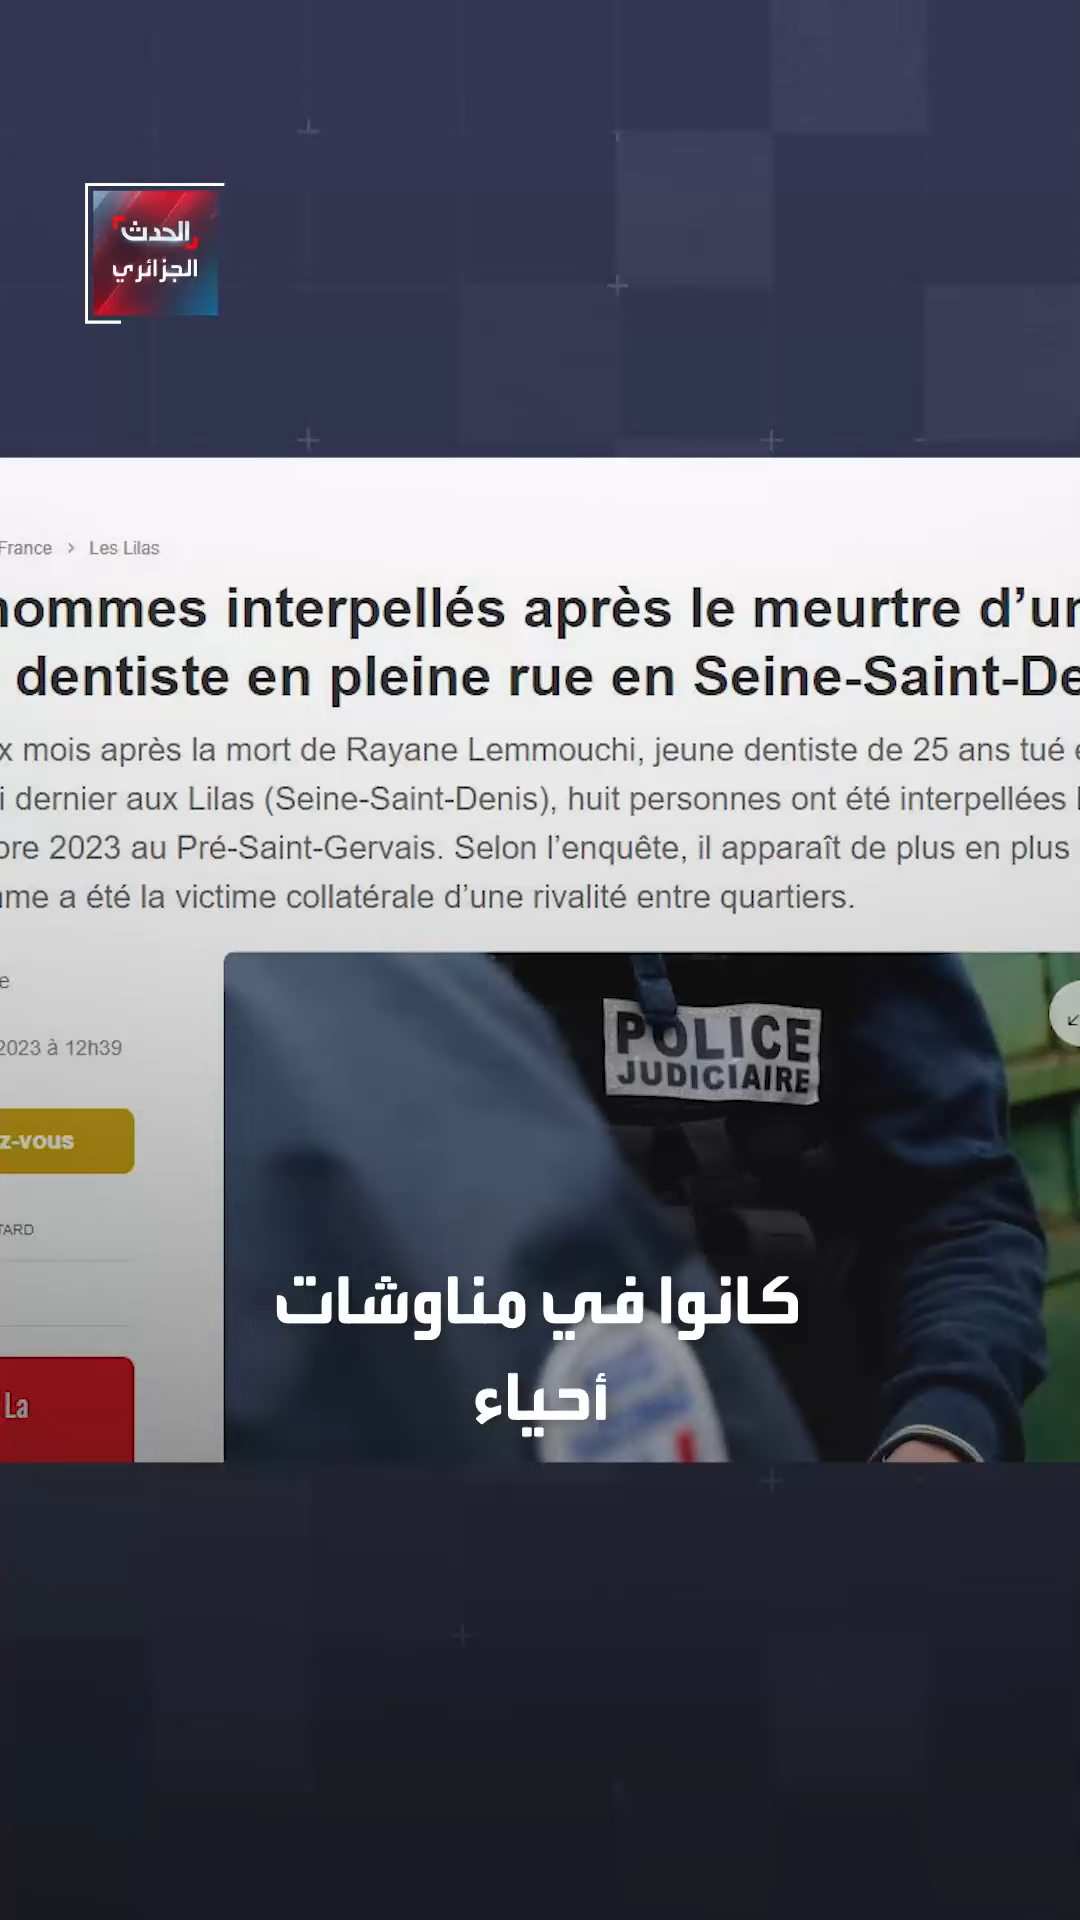 الحدث
الجزائري
France > Les Lilas
hommes interpellés après le meurtre d’un
dentiste en pleine rue en Seine-Saint-De
x mois après la mort de Rayane Lemmouchi, jeune dentiste de 25 ans tué e
i dernier aux Lilas (Seine-Saint-Denis), huit personnes ont été interpellées
bre 2023 au Pré-Saint-Gervais. Selon l’enquête, il apparaît de plus en plus
me a été la victime collatérale d’une rivalité entre quartiers.
e
2023 à 12h39
z-vous
TARD
La
POLICE
JUDICIAIRE
كانوا في مناوشات
أحياء